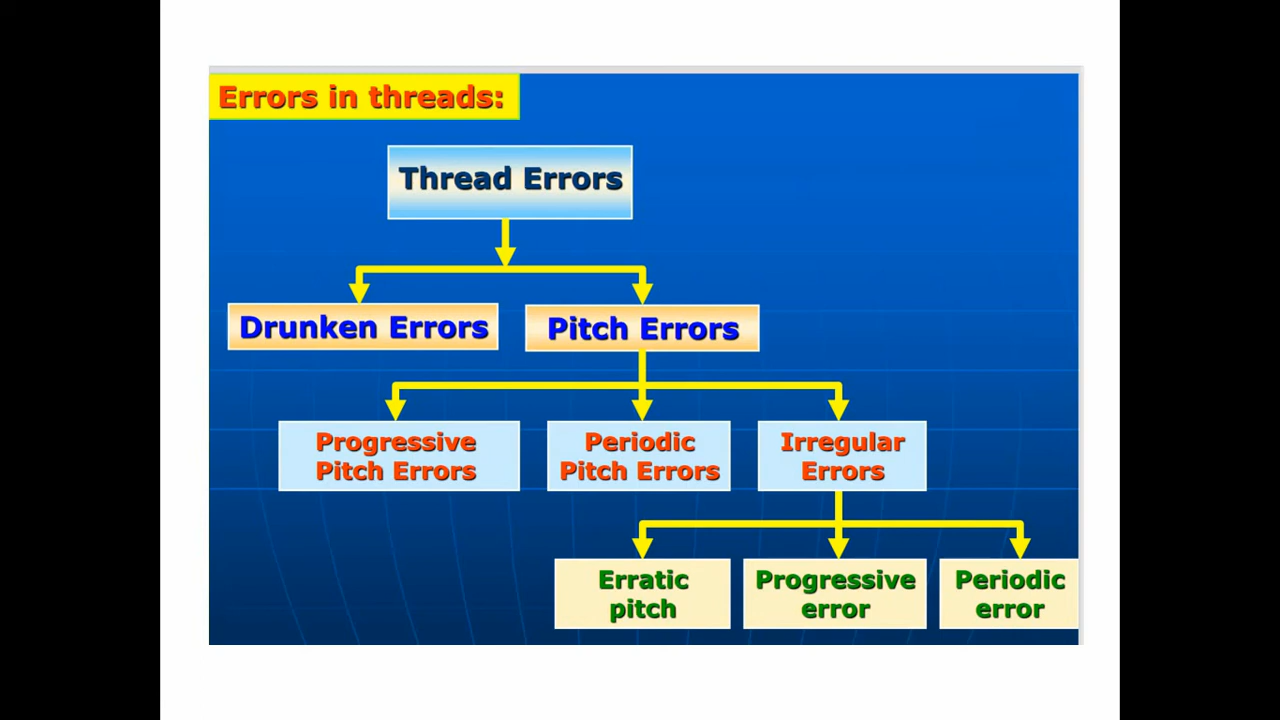 Errors in threads:
Thread Errors
Drunken Errors
Pitch Errors
Progressive
Pitch Errors
Periodic
Pitch Errors
Irregular
Errors
Erratic
pitch
Progressive
error
Periodic
error